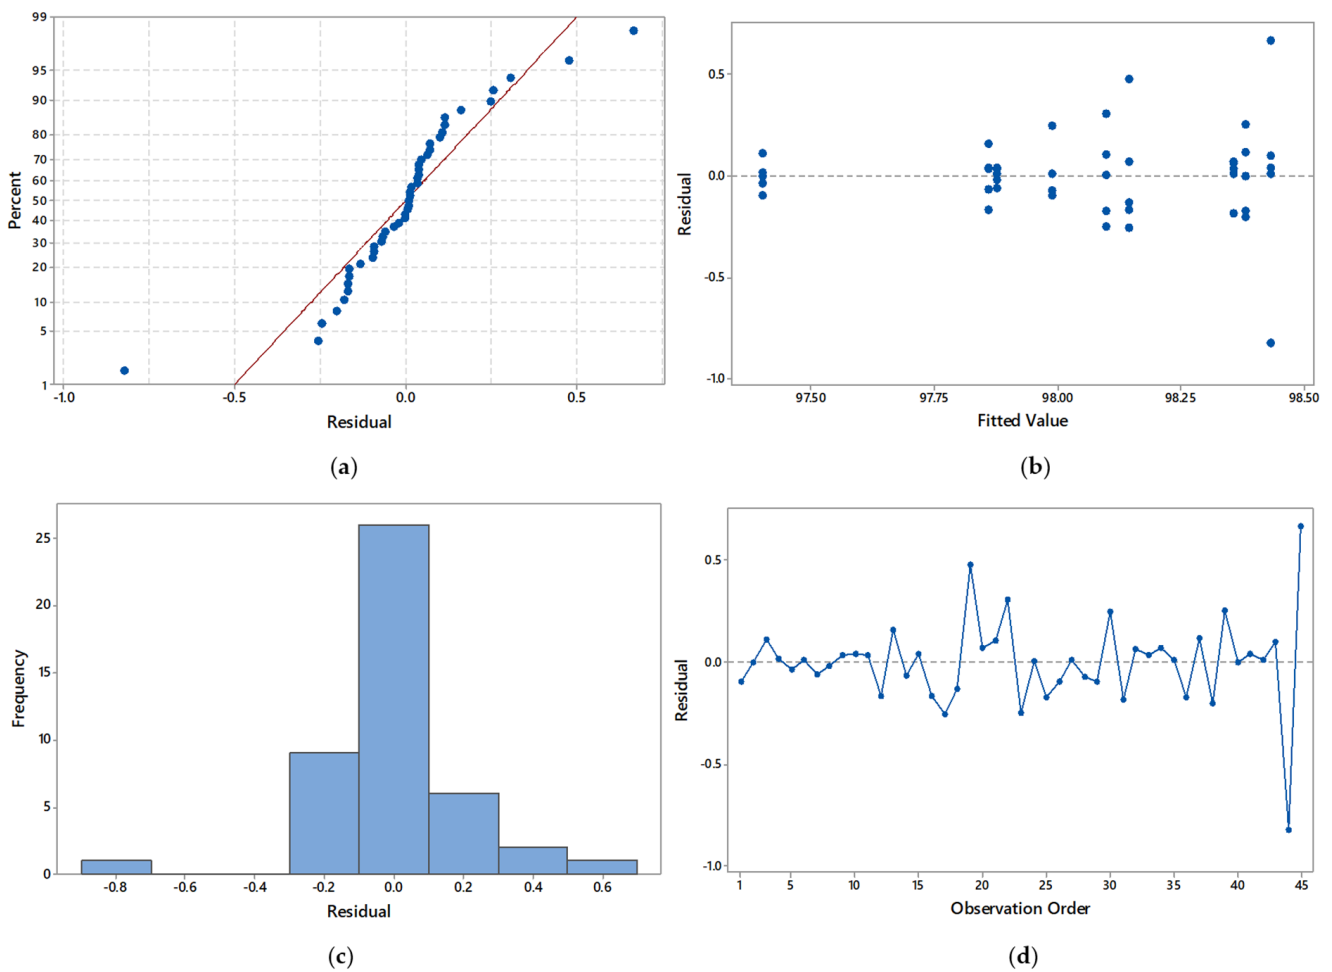 99
95
90
80
70
60
50
40
30
20
10
5
1
Percent
-1.0 -0.5 0.0 0.5
Residual
(a)
0.5
0.0
-0.5
-1.0
Residual
97.50 97.75 98.00 98.25 98.50
Fitted Value
(b)
25
20
15
10
5
0
Frequency
-0.8 -0.6 -0.4 -0.2 0.0 0.2 0.4 0.6
Residual
(c)
0.5
0.0
-0.5
-1.0
Residual
1 5 10 15 20 25 30 35 40 45
Observation Order
(d)